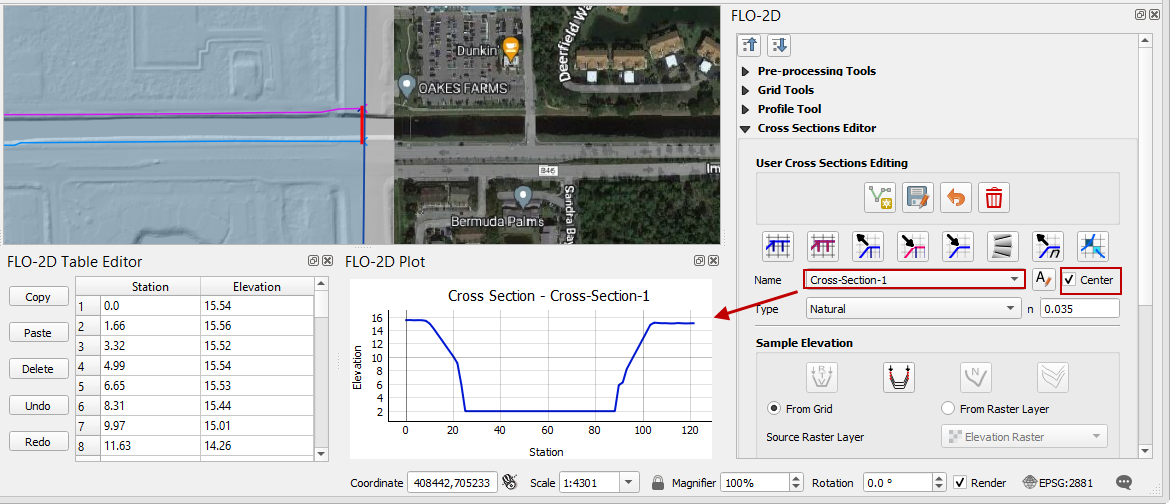 Dunkin'
OAKES FARMS
Deerfield Wa
846
Im
Bermuda Palm's
Sandra Bay
FLO-2D
Pre-processing Tools
Grid Tools
Profile Tool
Cross Sections Editor
User Cross Sections Editing
Name
Cross-Section-1
Center
Type
Natural
n
0.035
Sample Elevation
From Grid
From Raster Layer
Source Raster Layer
Elevation Raster
FLO-2D Table Editor
Copy
Paste
Delete
Undo
Redo
Station Elevation
1 0.0 15.54
2 1.66 15.56
3 3.32 15.52
4 4.99 15.54
5 6.65 15.53
6 8.31 15.44
7 9.97 15.01
8 11.63 14.26
FLO-2D Plot
Cross Section - Cross-Section-1
Elevation
16
14
12
10
8
6
4
2
0 20 40 60 80 100 120
Station
Coordinate 408442,705233 Scale 1:4301 Magnifier 100% Rotation 0.0 ° Render EPSG:2881